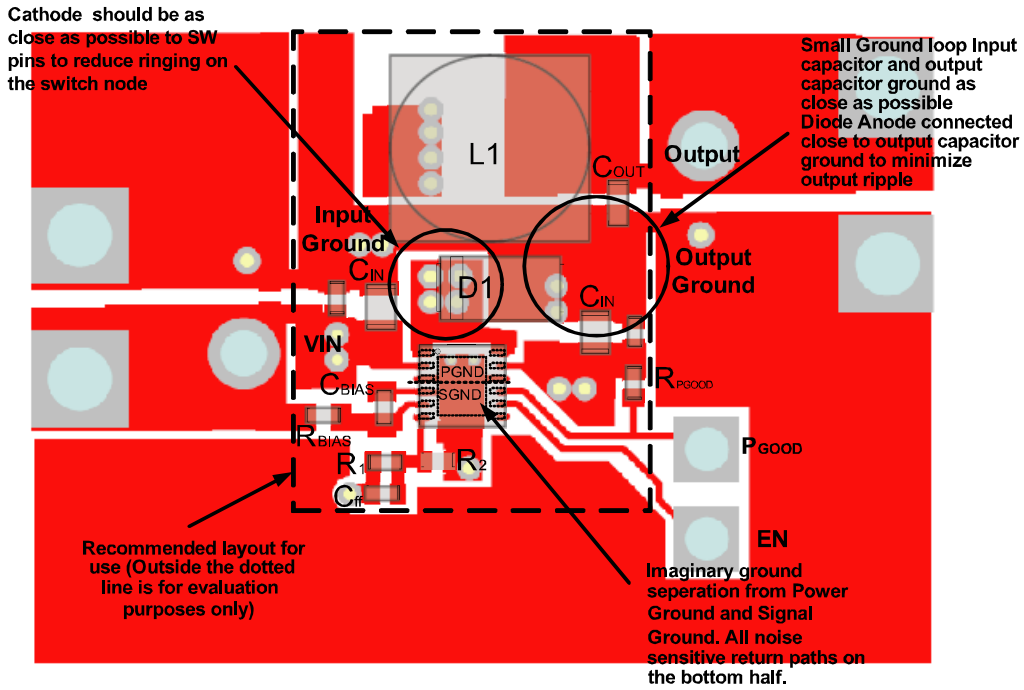 Cathode should be as
close as possible to SW
pins to reduce ringing on
the switch node
Small Ground loop Input
capacitor and output
capacitor ground as
close as possible
Diode Anode connected
close to output capacitor
ground to minimize
output ripple
L1
COUT
Output
Input
Ground
CIN
D1
CIN
Output
Ground
VIN
PGND
SGND
CBIAS
RPGOOD
RBIAS
R1
R2
Cff
PGOOD
EN
Recommended layout for
use (Outside the dotted
line is for evaluation
purposes only)
Imaginary ground
seperation from Power
Ground and Signal
Ground. All noise
sensitive return paths on
the bottom half.